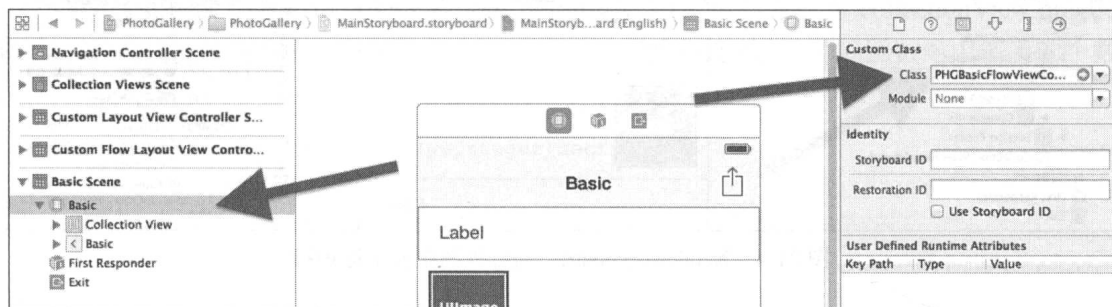 PhotoGallery PhotoGallery MainStoryboard.storyboard MainStoryb...ard (English) Basic Scene Basic
Navigation Controller Scene
Collection Views Scene
Custom Layout View Controller S...
Custom Flow Layout View Contro...
Basic Scene
Basic
Collection View
Basic
First Responder
Exit
Basic
Label
UIImage
Custom Class
Class PHGBasicFlowViewCo...
Module None
Identity
Storyboard ID
Restoration ID
Use Storyboard ID
User Defined Runtime Attributes
Key Path Type Value